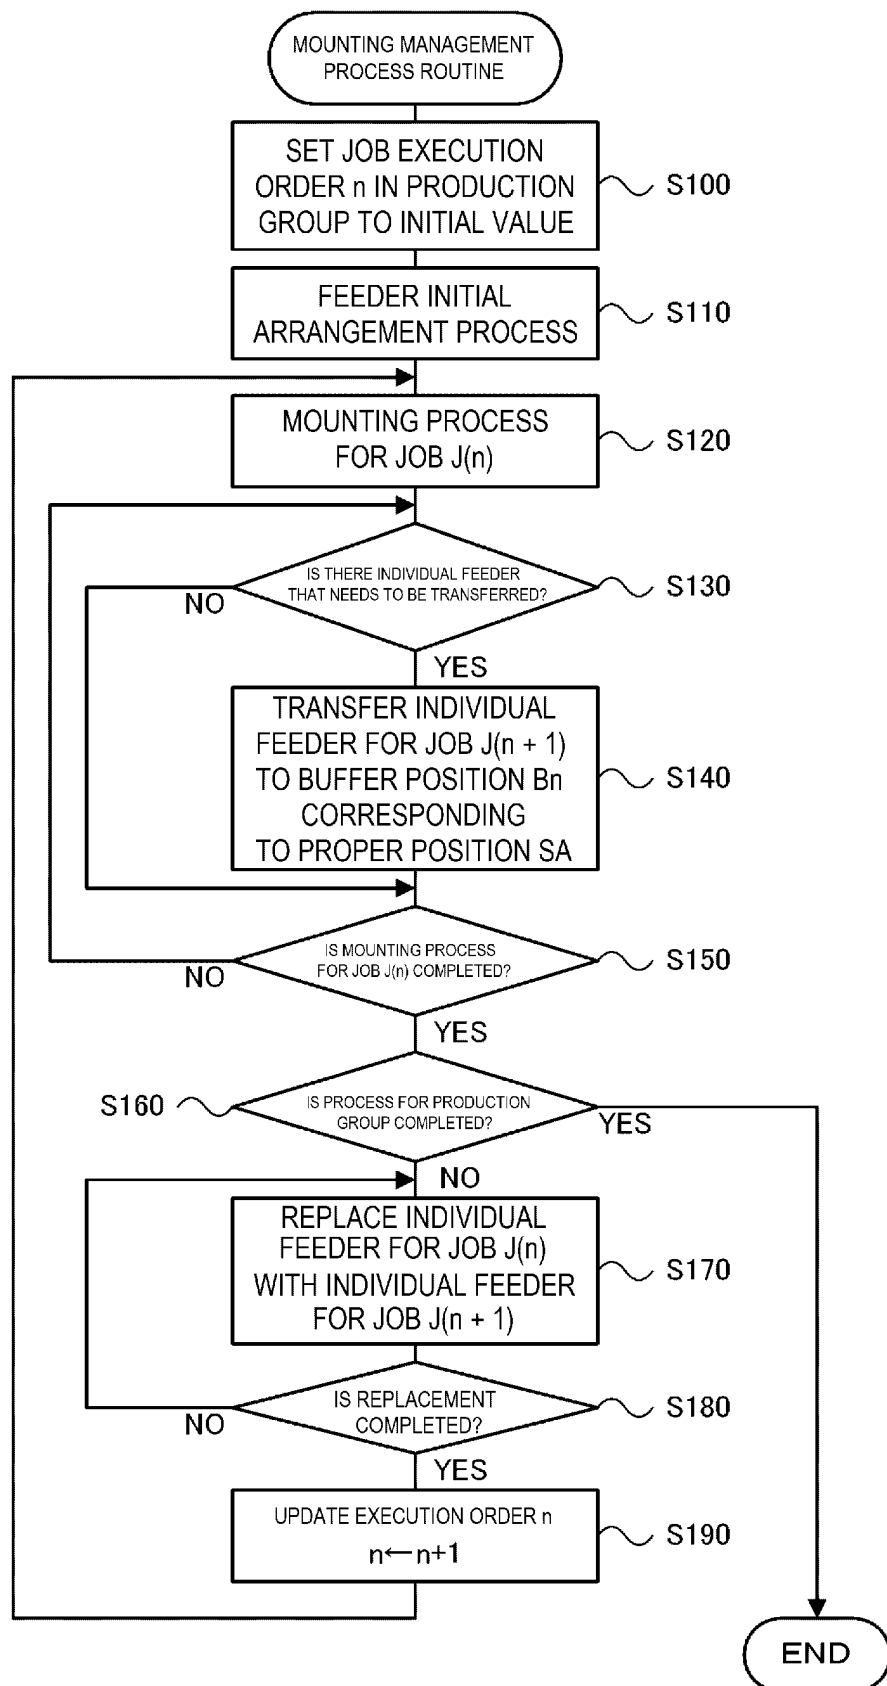 MOUNTING MANAGEMENT
PROCESS ROUTINE
SET JOB EXECUTION
ORDER n IN PRODUCTION
GROUP TO INITIAL VALUE
S100
FEEDER INITIAL
ARRANGEMENT PROCESS
S110
MOUNTING PROCESS
FOR JOB J(n)
S120
IS THERE INDIVIDUAL FEEDER
THAT NEEDS TO BE TRANSFERRED?
S130
NO
YES
TRANSFER INDIVIDUAL
FEEDER FOR JOB J(n + 1)
TO BUFFER POSITION Bn
CORRESPONDING
TO PROPER POSITION SA
S140
IS MOUNTING PROCESS
FOR JOB J(n) COMPLETED?
S150
NO
YES
S160
IS PROCESS FOR PRODUCTION
GROUP COMPLETED?
YES
NO
REPLACE INDIVIDUAL
FEEDER FOR JOB J(n)
WITH INDIVIDUAL FEEDER
FOR JOB J(n + 1)
S170
IS REPLACEMENT
COMPLETED?
S180
NO
YES
UPDATE EXECUTION ORDER n
n←n+1
S190
END